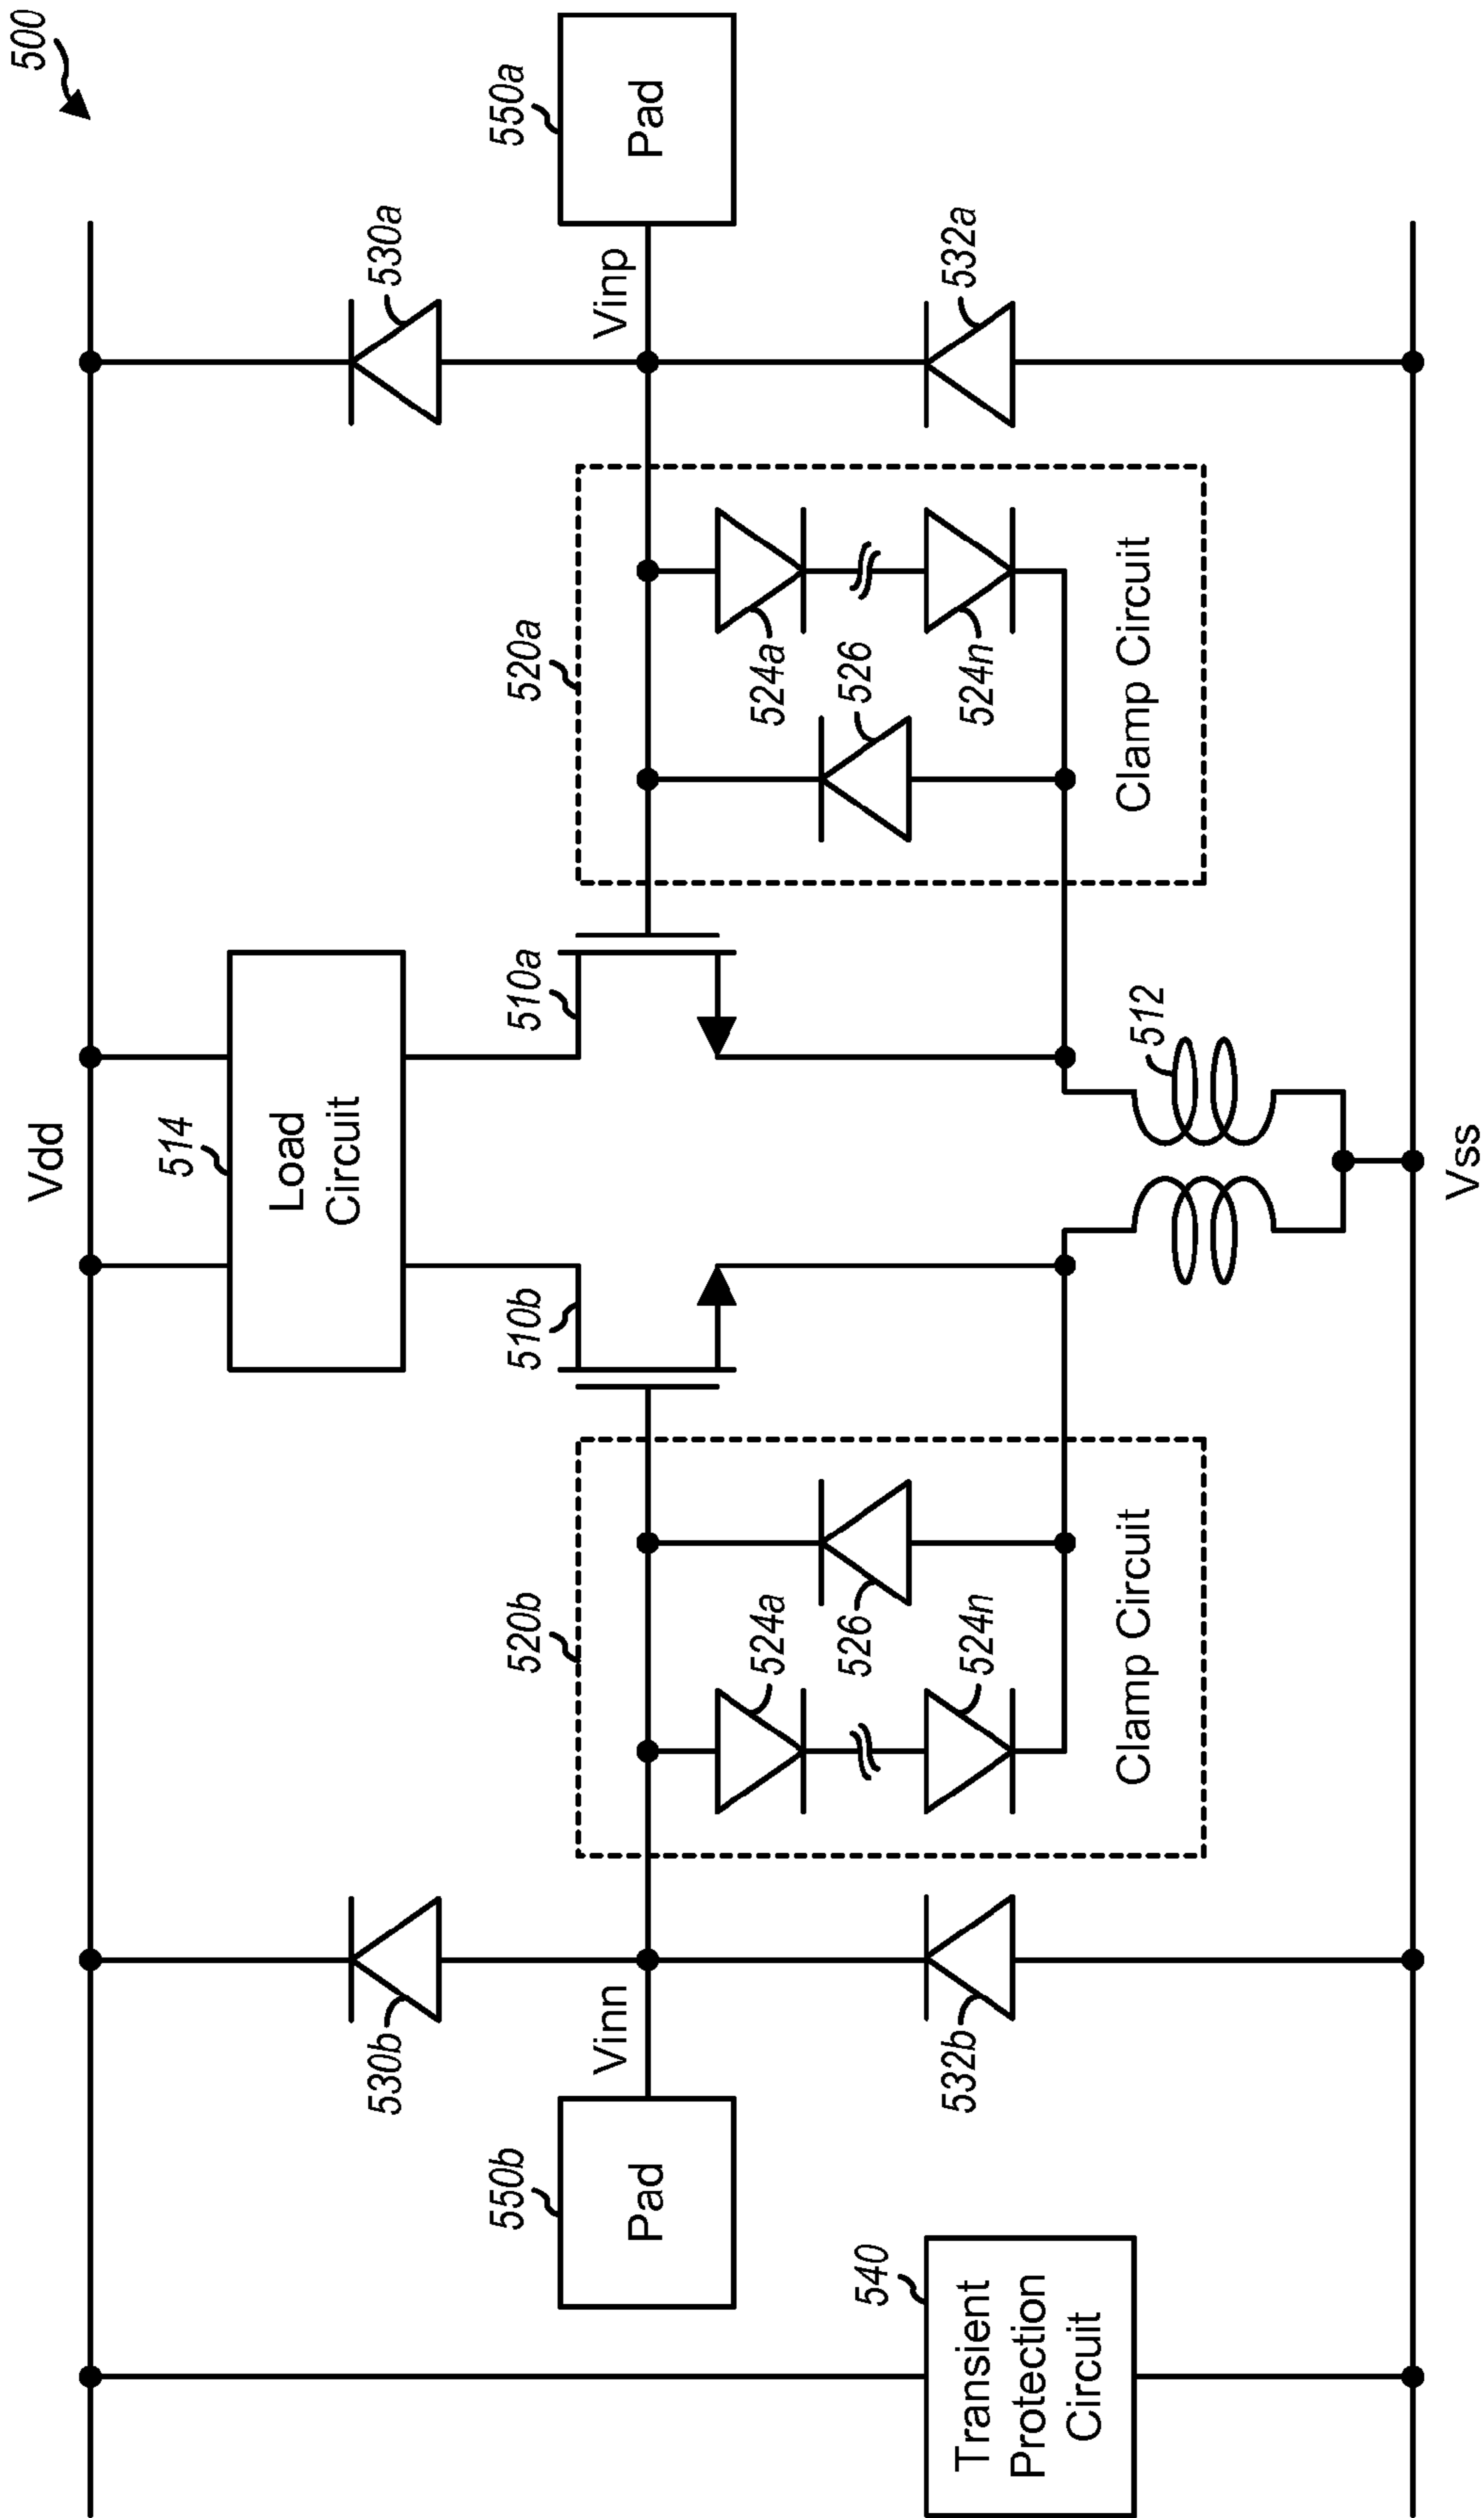 500
Vdd
514
Load
Circuit
530b
530a
550b
Pad
Vinn
520b
510b
510a
520a
Vinp
550a
Pad
524a
526
524n
Clamp Circuit
524a
526
524n
Clamp Circuit
532b
532a
512
540
Transient
Protection
Circuit
Vss